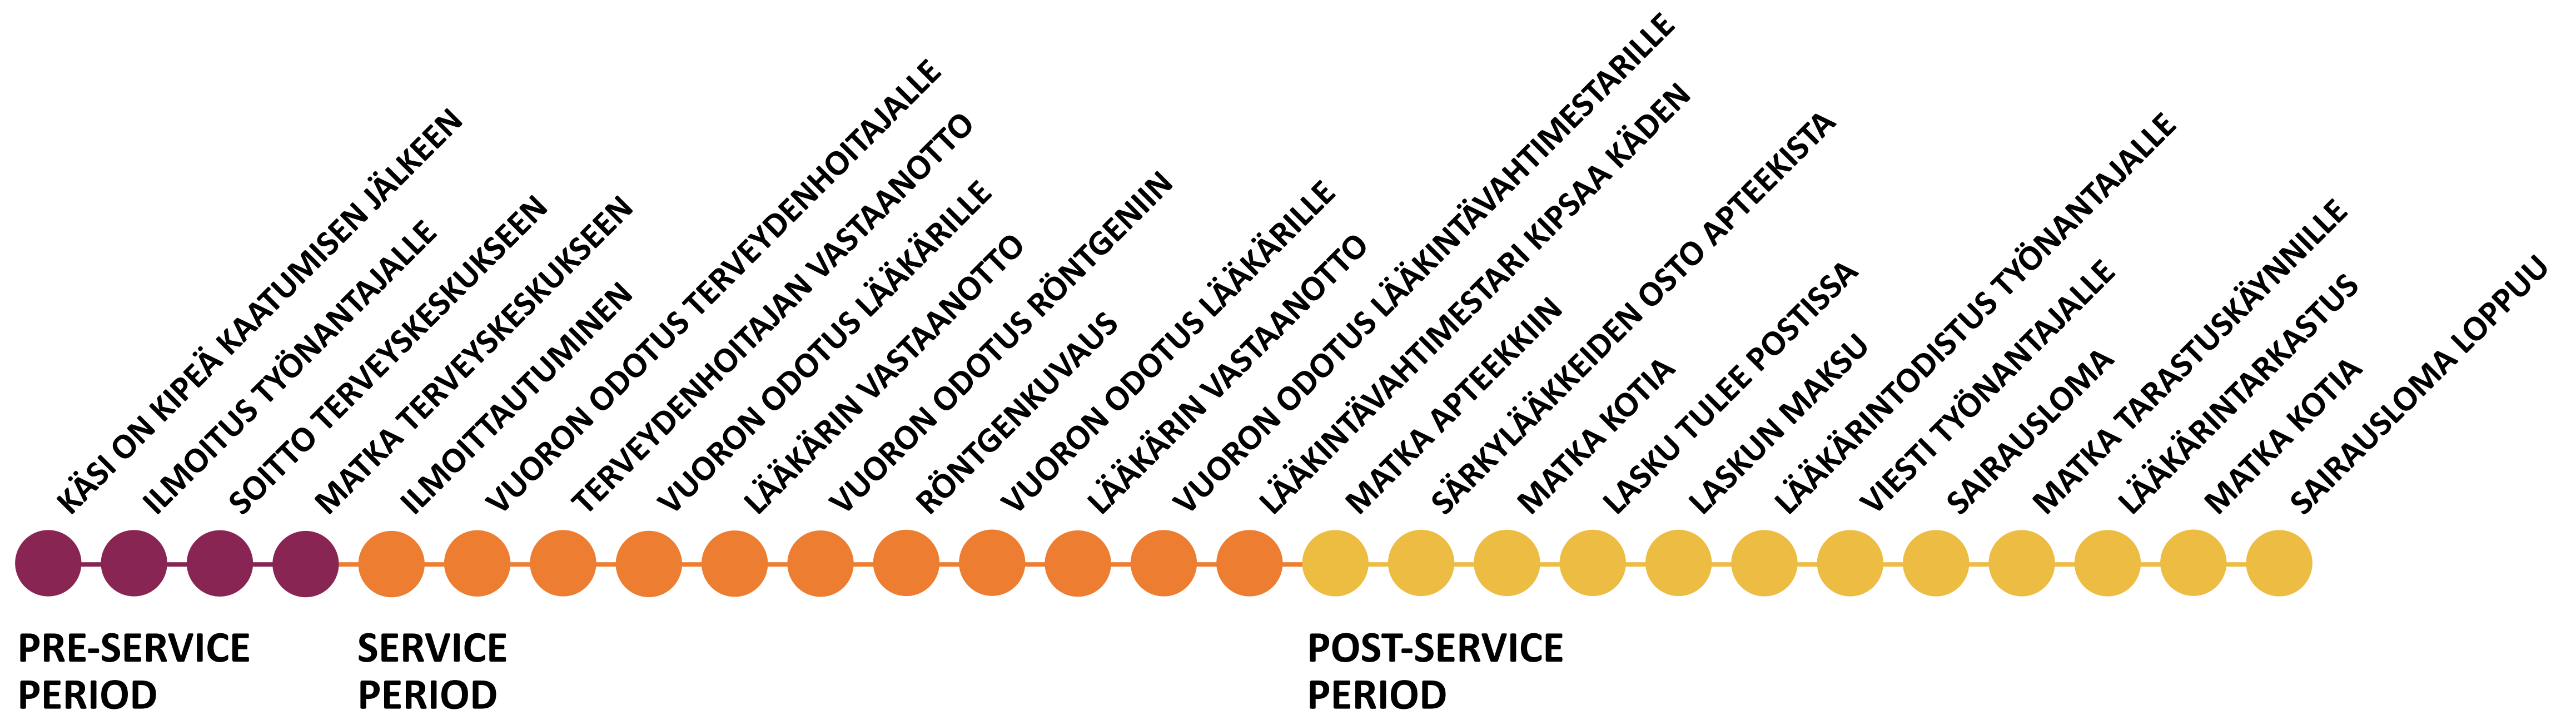 KÄSI ON KIPEÄ KAATUMISEN JÄLKEEN
ILMOITUS TYÖNANTAJALLE
SOITTO TERVEYSKESKUKSEEN
MATKA TERVEYSKESKUKSEEN
ILMOITTAUTUMINEN
VUORON ODOTUS TERVEYDENHOITAJALLE
TERVEYDENHOITAJAN VASTAANOTTO
VUORON ODOTUS LÄÄKÄRILLE
LÄÄKÄRIN VASTAANOTTO
VUORON ODOTUS RÖNTGENIIN
RÖNTGENKUVAUS
VUORON ODOTUS LÄÄKÄRILLE
LÄÄKÄRIN VASTAANOTTO
VUORON ODOTUS LÄÄKINTÄVAHTIMESTARILLE
LÄÄKINTÄVAHTIMESTARI KIPSAA KÄDEN
MATKA APTEEKKIIN
SÄRKYLÄÄKKEIDEN OSTO APTEEKISTA
MATKA KOTIA
LASKU TULEE POSTISSA
LASKUN MAKSU
LÄÄKÄRINTODISTUS TYÖNANTAJALLE
VIESTI TYÖNANTAJALLE
SAIRAUSLOMA
MATKA TARASTUSKÄYNNILLE
LÄÄKÄRINTARKASTUS
MATKA KOTIA
SAIRAUSLOMA LOPPUU
PRE-SERVICE
PERIOD
SERVICE
PERIOD
POST-SERVICE
PERIOD